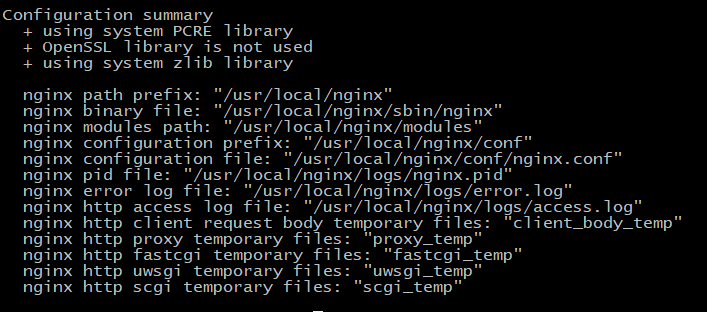 Configuration summary
+ using system PCRE library
+ OpenSSL library is not used
+ using system zlib library
nginx path prefix: "/usr/local/nginx"
nginx binary file: "/usr/local/nginx/sbin/nginx"
nginx modules path: "/usr/local/nginx/modules"
nginx configuration prefix: "/usr/local/nginx/conf"
nginx configuration file: "/usr/local/nginx/conf/nginx.conf"
nginx pid file: "/usr/local/nginx/logs/nginx.pid"
nginx error log file: "/usr/local/nginx/logs/error.log"
nginx http access log file: "/usr/local/nginx/logs/access.log"
nginx http client request body temporary files: "client_body_temp"
nginx http proxy temporary files: "proxy_temp"
nginx http fastcgi temporary files: "fastcgi_temp"
nginx http uwsgi temporary files: "uwsgi_temp"
nginx http scgi temporary files: "scgi_temp"